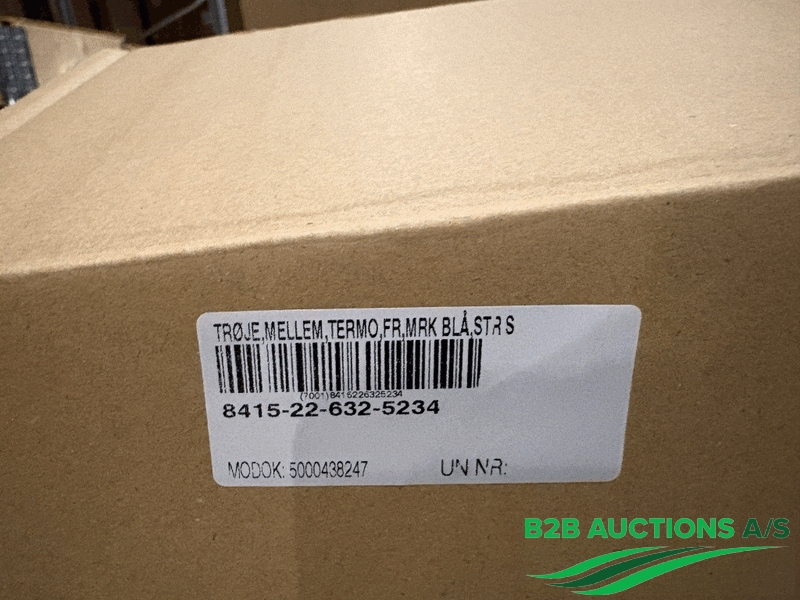 TRØJE,MELLEM,TERMO,FR,MRK BLÅ,STR S
(7001)8415226325234
8415-22-632-5234
MODOK: 5000438247 UN NR:
B2B AUCTIONS A/S